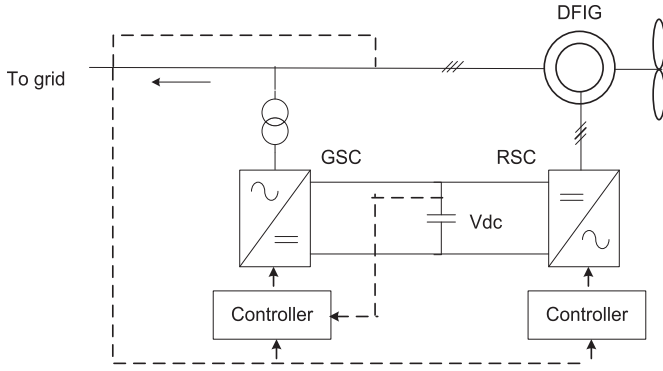 DFIG
To grid
GSC
RSC
Vdc
Controller
Controller